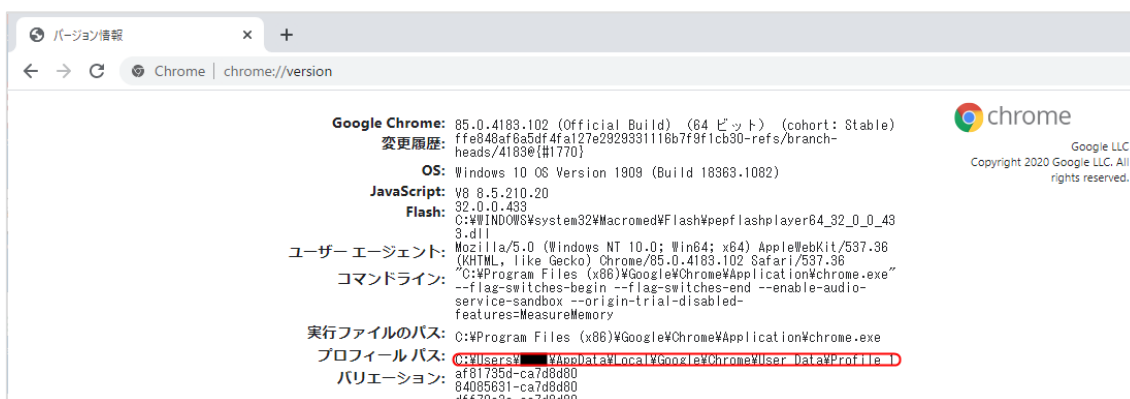 バージョン情報
Chrome | chrome://version
chrome
Google LLC
Copyright 2020 Google LLC. All
rights reserved.
Google Chrome: 85.0.4183.102 (Official Build) (64 ビット) (cohort: Stable)
変更履歴: ffe848af6a5df4fa127e2929331116b7f9f1cb30-refs/branch-
heads/4183@{#1770}
OS: Windows 10 OS Version 1909 (Build 18363.1082)
JavaScript: V8 8.5.210.20
Flash: 32.0.0.433
C:¥WINDOWS¥system32¥Macromed¥Flash¥pepflashplayer64_32_0_0_43
3.dll
ユーザー エージェント: Mozilla/5.0 (Windows NT 10.0; Win64; x64) AppleWebKit/537.36
(KHTML, like Gecko) Chrome/85.0.4183.102 Safari/537.36
コマンドライン: "C:¥Program Files (x86)¥Google¥Chrome¥Application¥chrome.exe"
--flag-switches-begin --flag-switches-end --enable-audio-
service-sandbox --origin-trial-disabled-
features=MeasureMemory
実行ファイルのパス: C:¥Program Files (x86)¥Google¥Chrome¥Application¥chrome.exe
プロフィール パス: C:¥Users¥ ¥AppData¥Local¥Google¥Chrome¥User Data¥Profile 1
バリエーション: af81735d-ca7d8d80
84085631-ca7d8d80